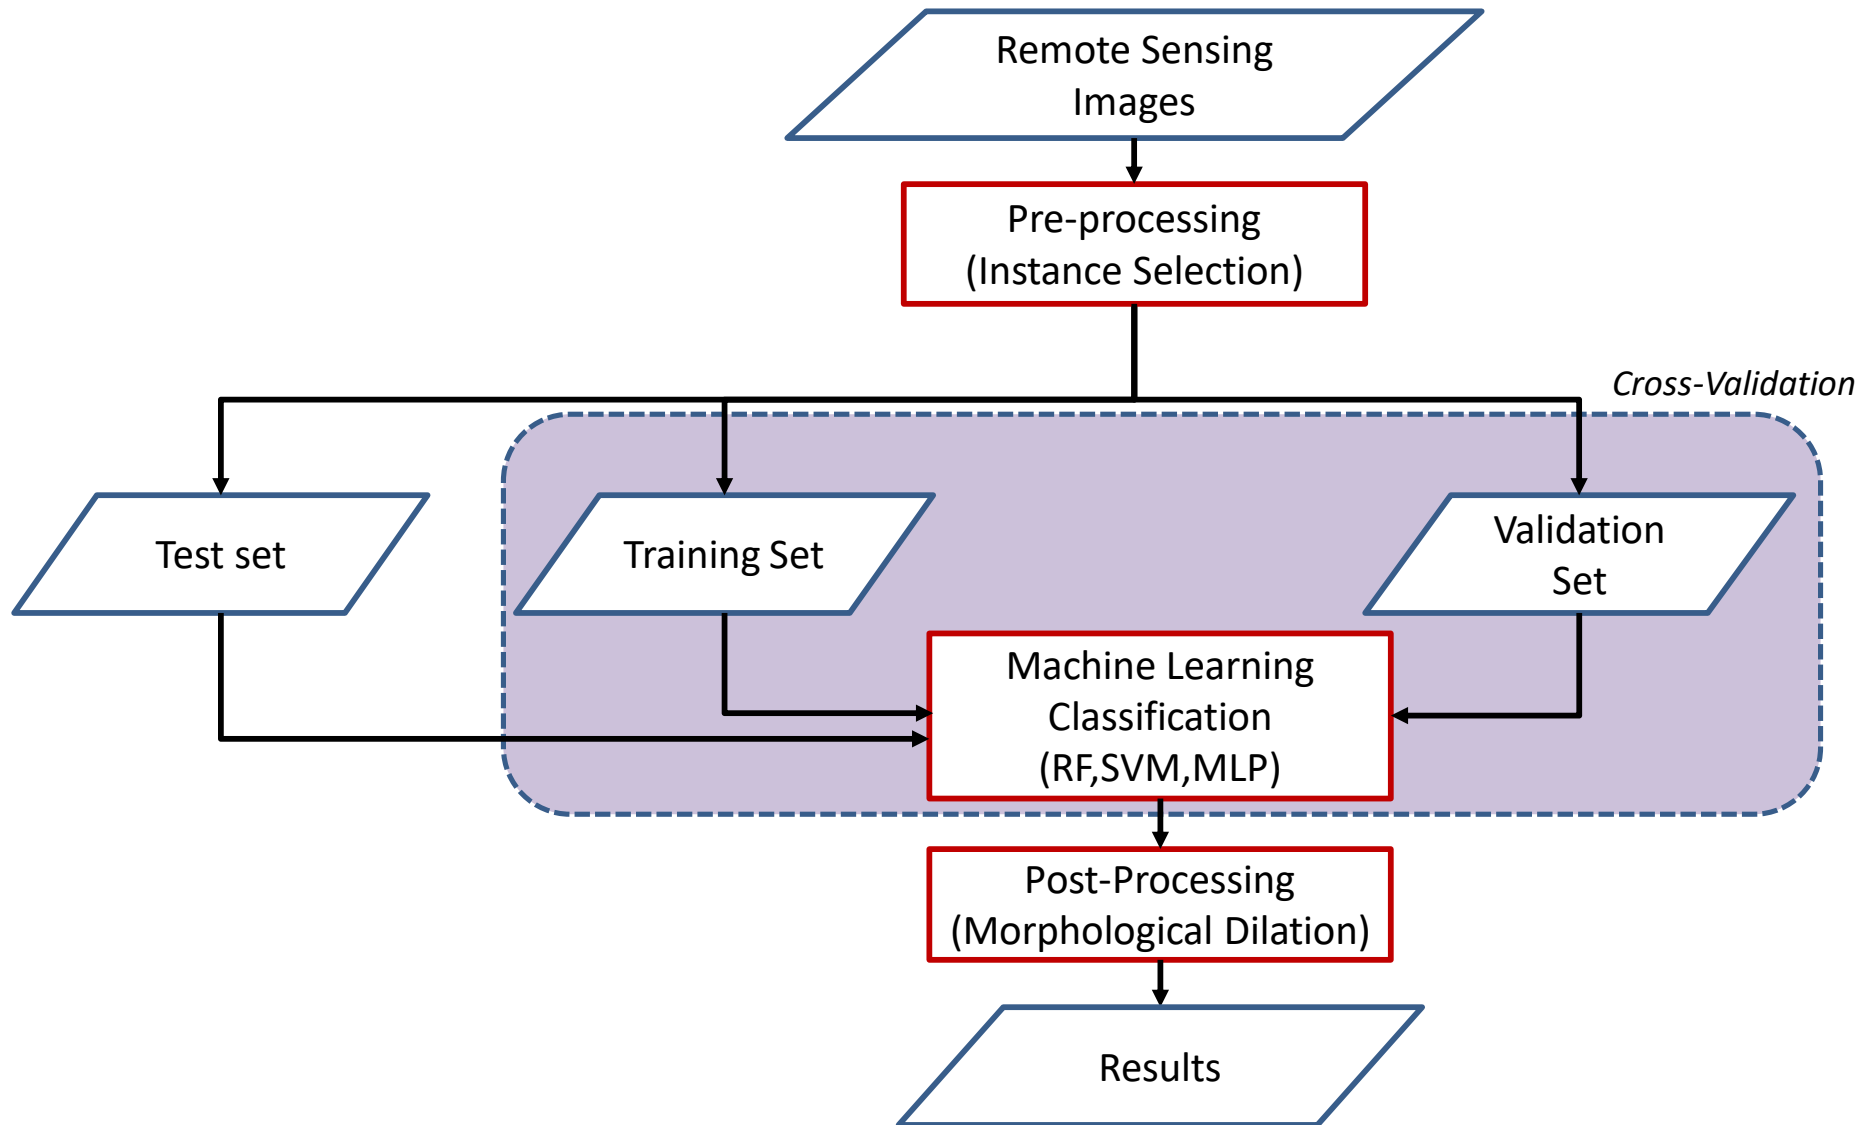 Remote Sensing
Images
Pre-processing
(Instance Selection)
Cross-Validation
Test set
Training Set
Validation
Set
Machine Learning
Classification
(RF,SVM,MLP)
Post-Processing
(Morphological Dilation)
Results